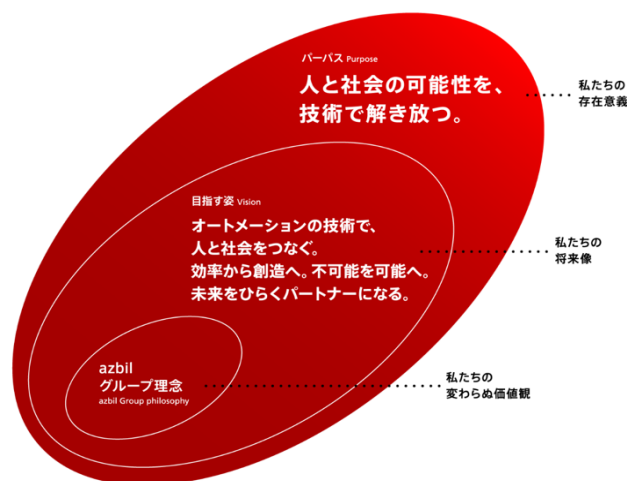 パーパス Purpose
人と社会の可能性を、
技術で解き放つ。
私たちの
存在意義
目指す姿 Vision
オートメーションの技術で、
人と社会をつなぐ。
効率から創造へ。不可能を可能へ。
未来をひらくパートナーになる。
私たちの
将来像
azbil
グループ理念
azbil Group philosophy
私たちの
変わらぬ価値観